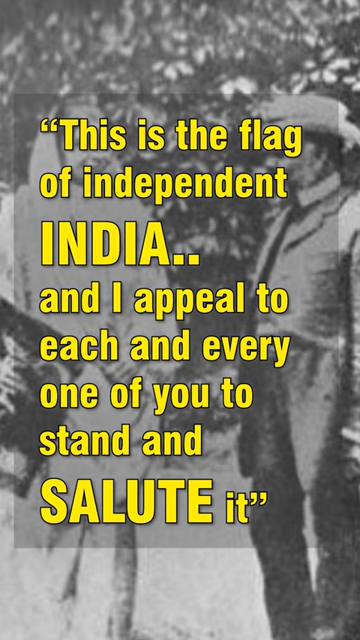 “This is the flag
of independent
INDIA..
and I appeal to
each and every
one of you to
stand and
SALUTE it”